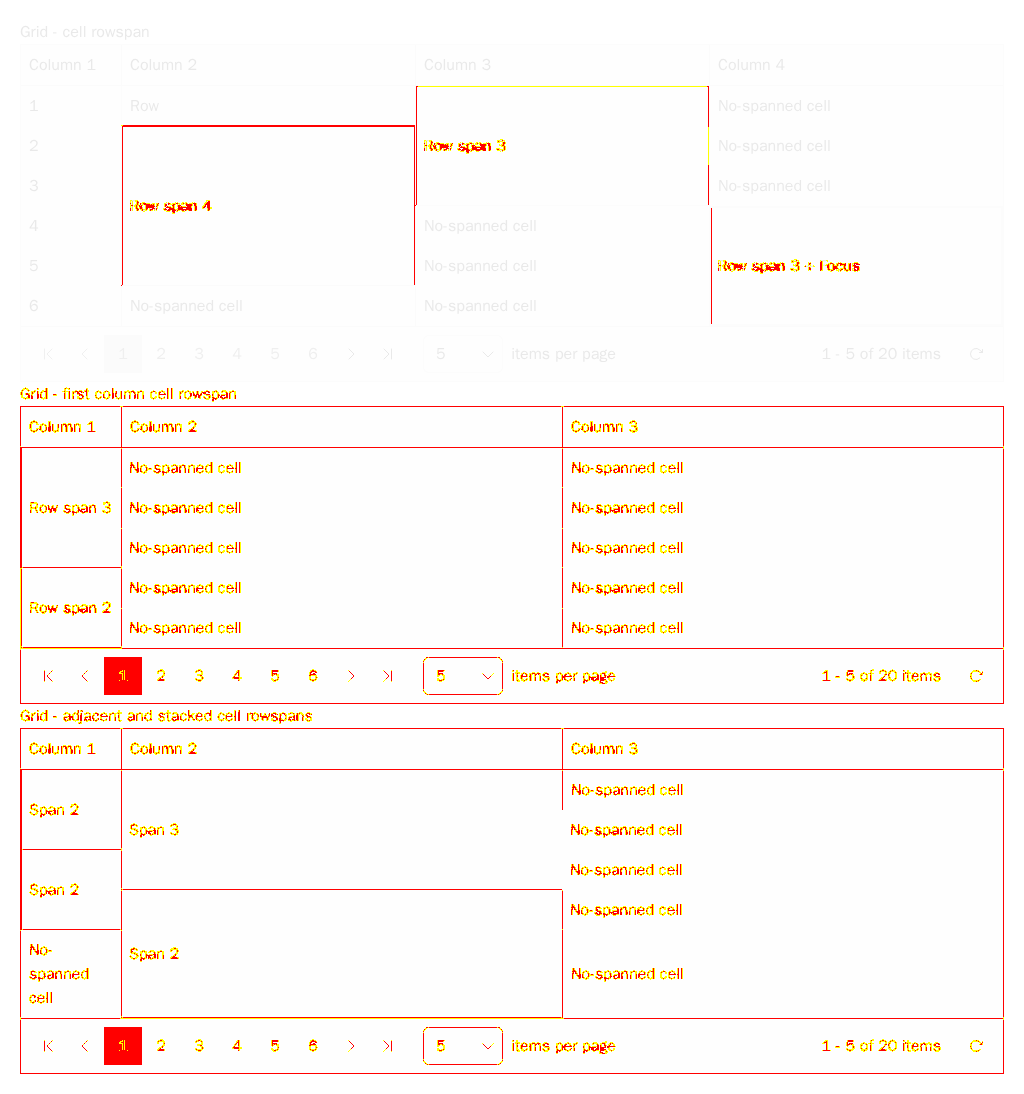 Grid - cell rowspan
Column 1 Column 2 Column 3 Column 4
1 Row No-spanned cell
2 Row span 3 No-spanned cell
3 No-spanned cell
Row span 4
4 No-spanned cell
5 No-spanned cell Row span 3 + Focus
6 No-spanned cell No-spanned cell
1 2 3 4 5 6 5 items per page 1 - 5 of 20 items
Grid - first column cell rowspan
Column 1 Column 2 Column 3
No-spanned cell No-spanned cell
Row span 3 No-spanned cell No-spanned cell
No-spanned cell No-spanned cell
No-spanned cell No-spanned cell
Row span 2
No-spanned cell No-spanned cell
1 2 3 4 5 6 5 items per page 1 - 5 of 20 items
Grid - adjacent and stacked cell rowspans
Column 1 Column 2 Column 3
No-spanned cell
Span 2
Span 3 No-spanned cell
No-spanned cell
Span 2
No-spanned cell
No-
Span 2
spanned No-spanned cell
cell
1 2 3 4 5 6 5 items per page 1 - 5 of 20 items